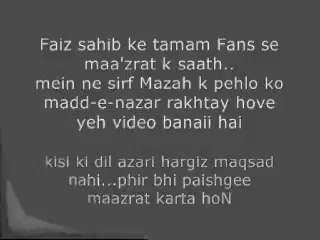 Faiz sahib ke tamam Fans se
maa'zrat k saath..
mein ne sirf Mazah k pehlo ko
madd-e-nazar rakhtay hove
yeh video banaii hai
kisi ki dil azari hargiz maqsad
nahi...phir bhi paishgee
maazrat karta hoN